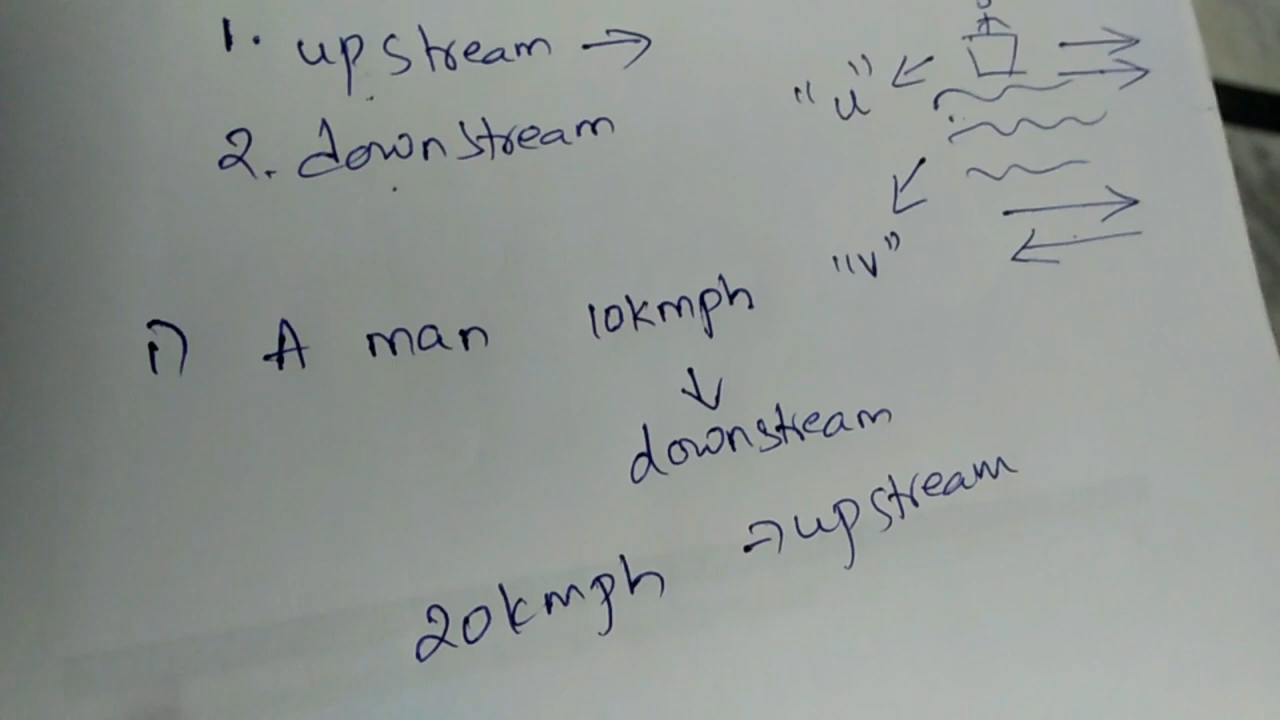 1. upstream →
"u"
2. downstream
"v"
i) A man 10kmph
↓
downstream
20kmph ⇒ upstream